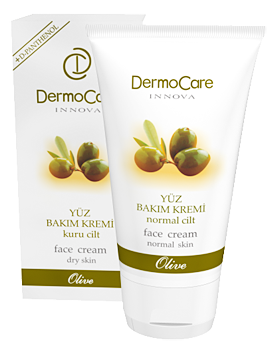 +D-PANTHENOL
DermoCare
INNOVA
YÜZ
BAKIM KREMİ
kuru cilt
face cream
dry skin
Olive
DermoCare
INNOVA
YÜZ
BAKIM KREMİ
normal cilt
face cream
normal skin
Olive